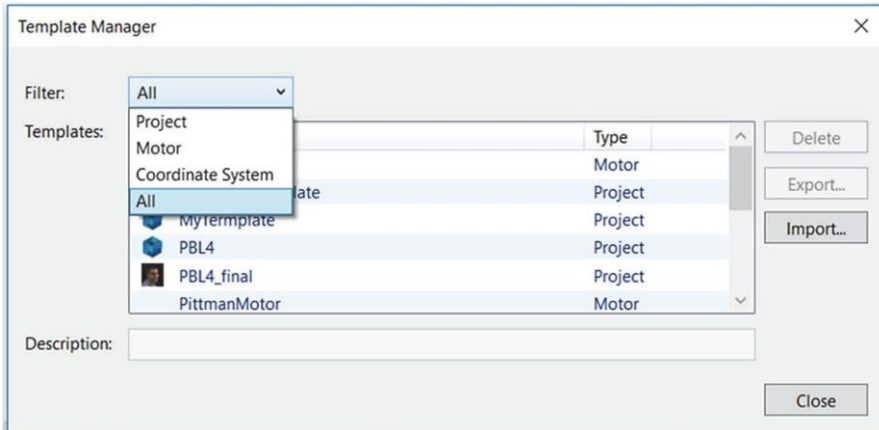 Template Manager
Filter: All
Project
Motor
Coordinate System
All
Templates: Type
Motor
late Project
MyTermplate Project
PBL4 Project
PBL4_final Project
PittmanMotor Motor
Delete
Export...
Import...
Description:
Close